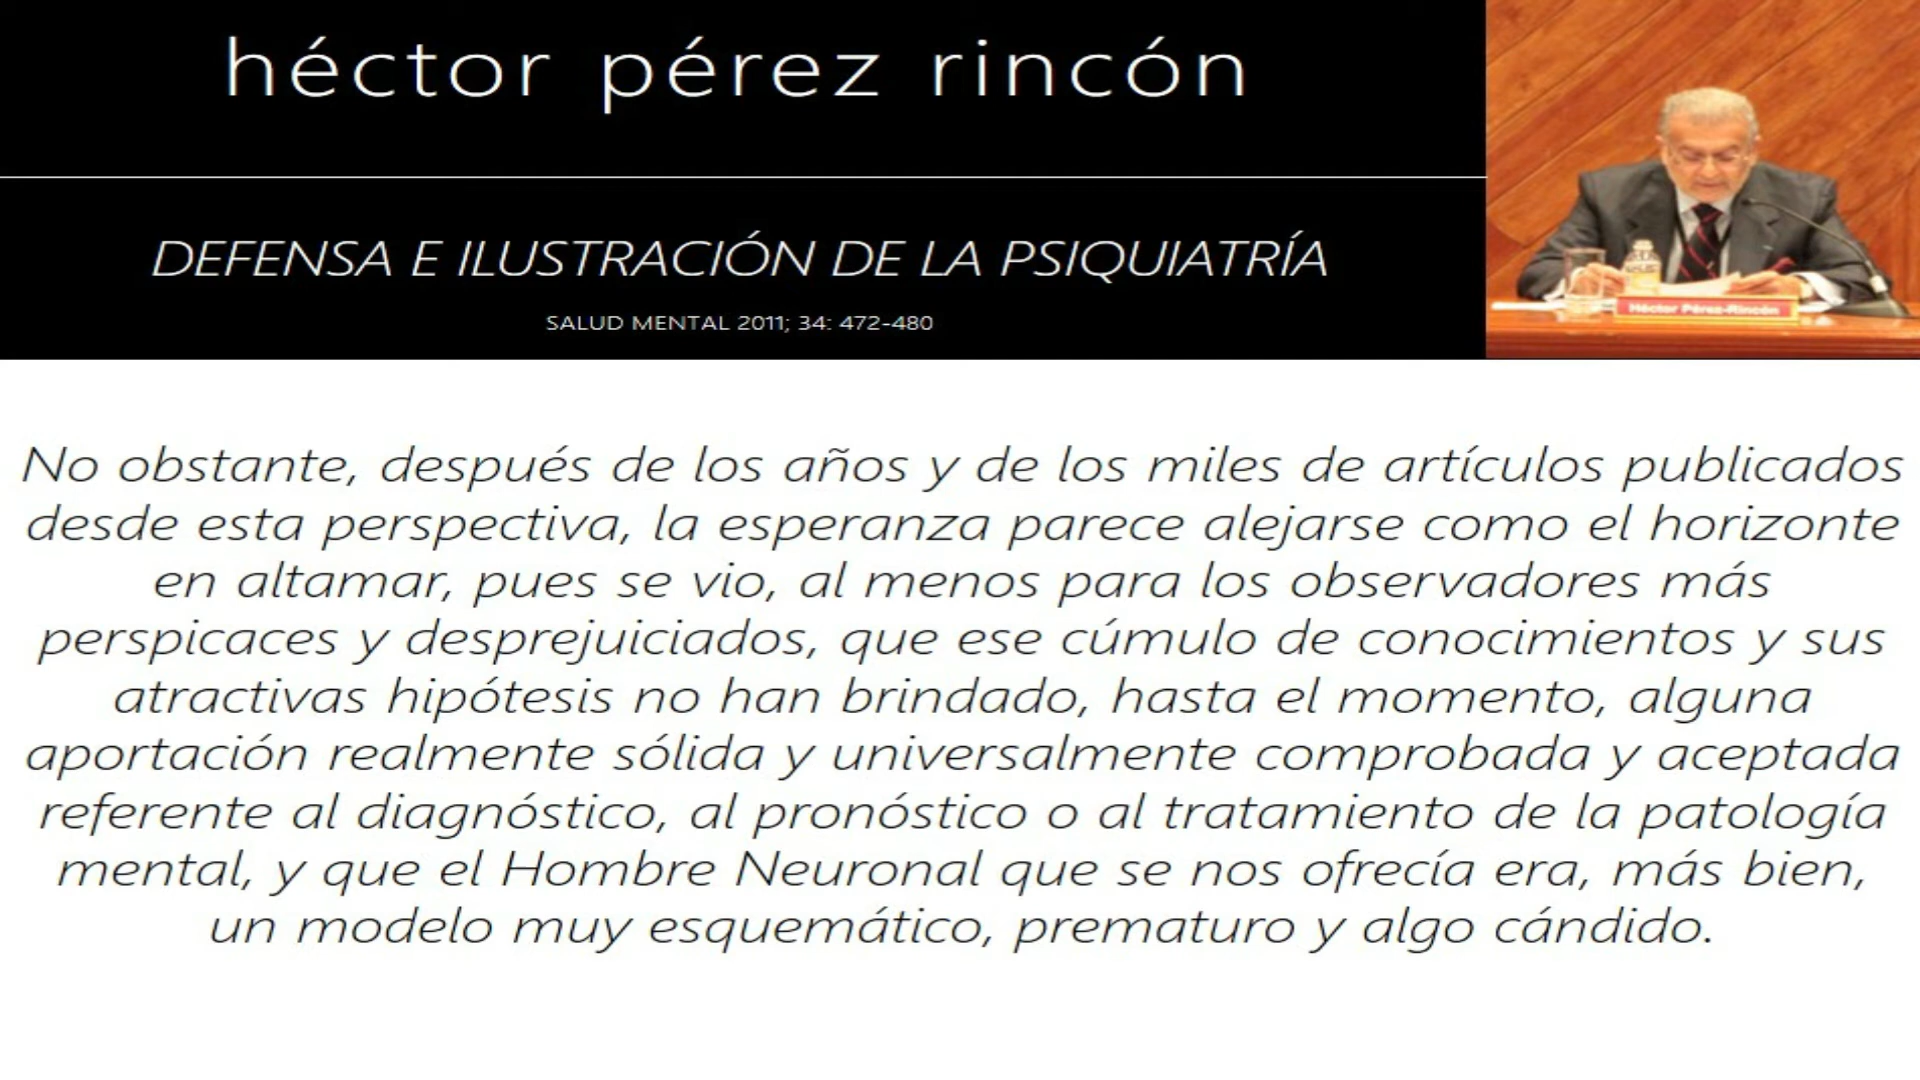 héctor pérez rincón
DEFENSA E ILUSTRACIÓN DE LA PSIQUIATRÍA
SALUD MENTAL 2011; 34: 472-480
Héctor Pérez-Rincón
No obstante, después de los años y de los miles de artículos publicados
desde esta perspectiva, la esperanza parece alejarse como el horizonte
en altamar, pues se vio, al menos para los observadores más
perspicaces y desprejuiciados, que ese cúmulo de conocimientos y sus
atractivas hipótesis no han brindado, hasta el momento, alguna
aportación realmente sólida y universalmente comprobada y aceptada
referente al diagnóstico, al pronóstico o al tratamiento de la patología
mental, y que el Hombre Neuronal que se nos ofrecía era, más bien,
un modelo muy esquemático, prematuro y algo cándido.